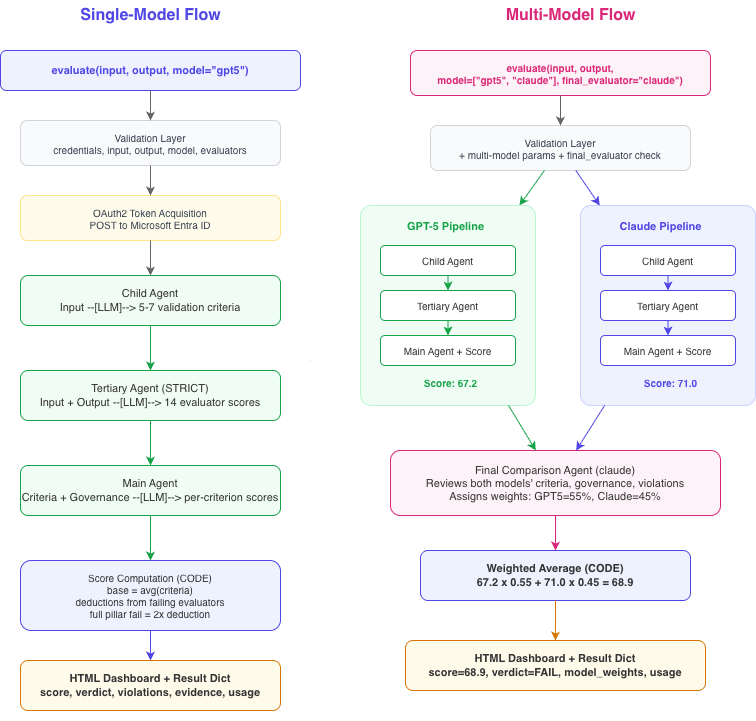 Single-Model Flow
evaluate(input, output, model="gpt5")
Validation Layer
credentials, input, output, model, evaluators
OAuth2 Token Acquisition
POST to Microsoft Entra ID
Child Agent
Input --[LLM]--> 5-7 validation criteria
Tertiary Agent (STRICT)
Input + Output --[LLM]--> 14 evaluator scores
Main Agent
Criteria + Governance --[LLM]--> per-criterion scores
Score Computation (CODE)
base = avg(criteria)
deductions from failing evaluators
full pillar fail = 2x deduction
HTML Dashboard + Result Dict
score, verdict, violations, evidence, usage
Multi-Model Flow
evaluate(input, output,
model=["gpt5", "claude"], final_evaluator="claude")
Validation Layer
+ multi-model params + final_evaluator check
GPT-5 Pipeline
Child Agent
Tertiary Agent
Main Agent + Score
Score: 67.2
Claude Pipeline
Child Agent
Tertiary Agent
Main Agent + Score
Score: 71.0
Final Comparison Agent (claude)
Reviews both models' criteria, governance, violations
Assigns weights: GPT5=55%, Claude=45%
Weighted Average (CODE)
67.2 x 0.55 + 71.0 x 0.45 = 68.9
HTML Dashboard + Result Dict
score=68.9, verdict=FAIL, model_weights, usage